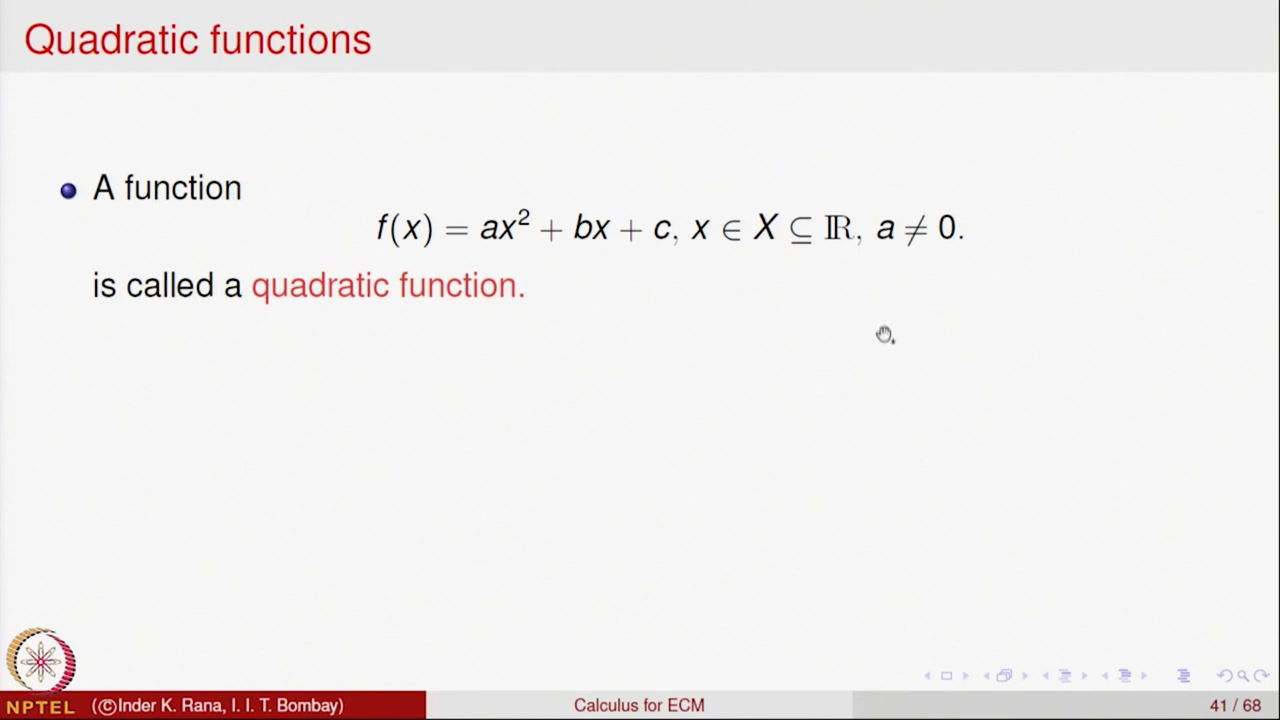 Quadratic functions
A function
f(x) = ax² + bx + c, x ∈ X ⊆ ℝ, a ≠ 0.
is called a quadratic function.
NPTEL
(©Inder K. Rana, I. I. T. Bombay)
Calculus for ECM
41 / 68